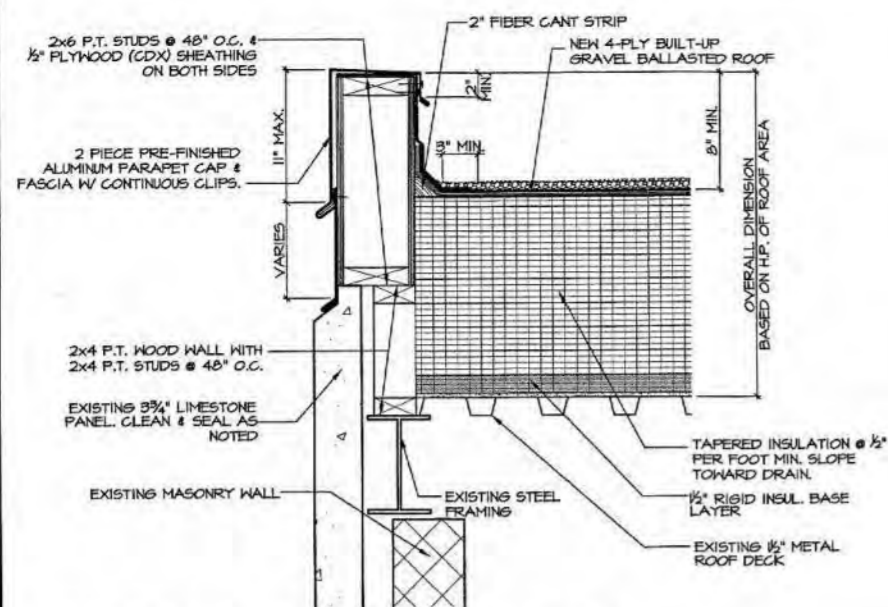 2x6 P.T. STUDS @ 48" O.C. &
½" PLYWOOD (CDX) SHEATHING
ON BOTH SIDES
2" FIBER CANT STRIP
NEW 4-PLY BUILT-UP
GRAVEL BALLASTED ROOF
2" MIN.
11" MAX.
3" MIN.
8" MIN.
2 PIECE PRE-FINISHED
ALUMINUM PARAPET CAP &
FASCIA W/ CONTINUOUS CLIPS.
VARIES
OVERALL DIMENSION
BASED ON H.P. OF ROOF AREA
2x4 P.T. WOOD WALL WITH
2x4 P.T. STUDS @ 48" O.C.
EXISTING 3¾" LIMESTONE
PANEL. CLEAN & SEAL AS
NOTED
EXISTING MASONRY WALL
EXISTING STEEL
FRAMING
TAPERED INSULATION @ ½"
PER FOOT MIN. SLOPE
TOWARD DRAIN.
1½" RIGID INSUL. BASE
LAYER
EXISTING 1½" METAL
ROOF DECK